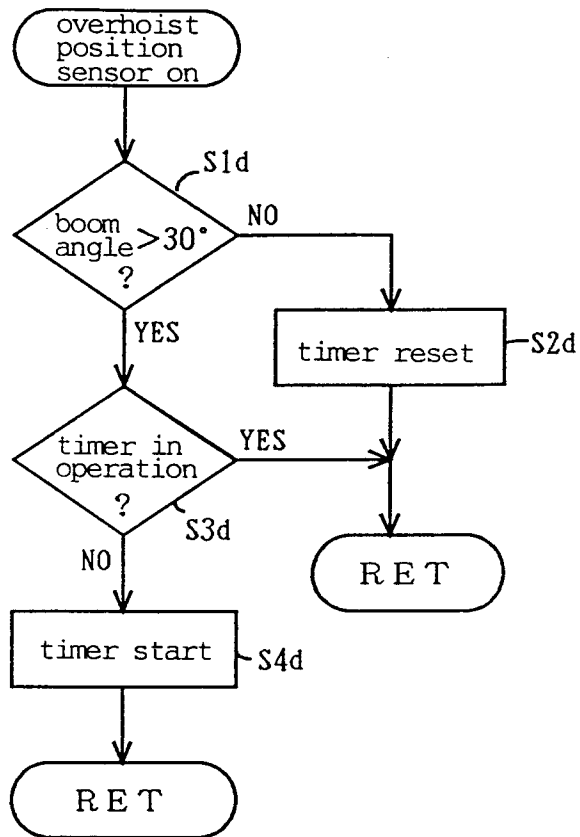 overhoist
position
sensor on
S1d
boom
angle >30°
?
NO
YES
timer reset
S2d
timer in
operation
?
YES
S3d
NO
RET
timer start
S4d
RET